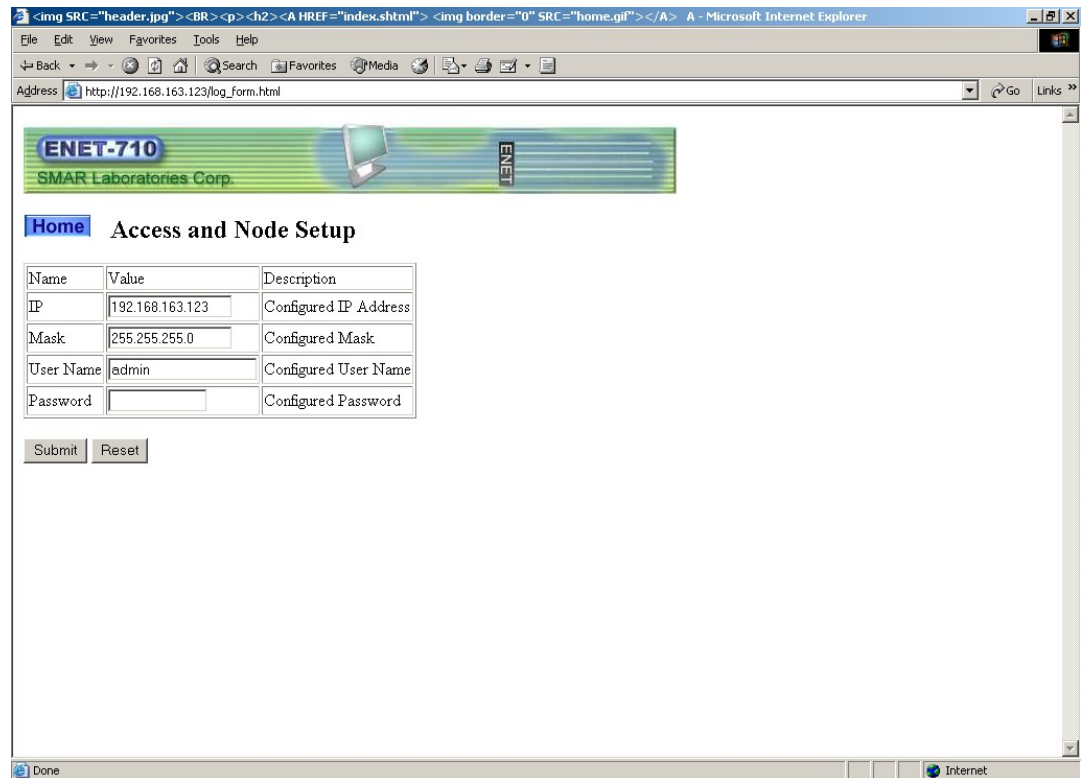 <img SRC="header.jpg"><BR><p><h2><A HREF="index.shtml"> <img border="0" SRC="home.gif"></A>  A - Microsoft Internet Explorer
File Edit View Favorites Tools Help
Back Search Favorites Media
Address http://192.168.163.123/log_form.html Go Links »
ENET-710
SMAR Laboratories Corp.
ENET
Home Access and Node Setup
Name Value Description
IP 192.168.163.123 Configured IP Address
Mask 255.255.255.0 Configured Mask
User Name admin Configured User Name
Password Configured Password
Submit Reset
Done Internet